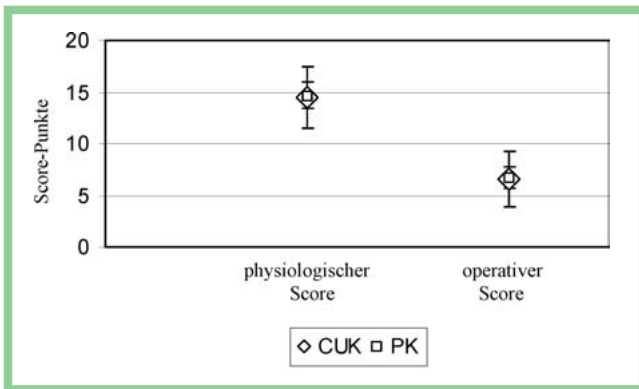 20
15
10
5
0
Score-Punkte
physiologischer
Score
operativer
Score
CUK PK